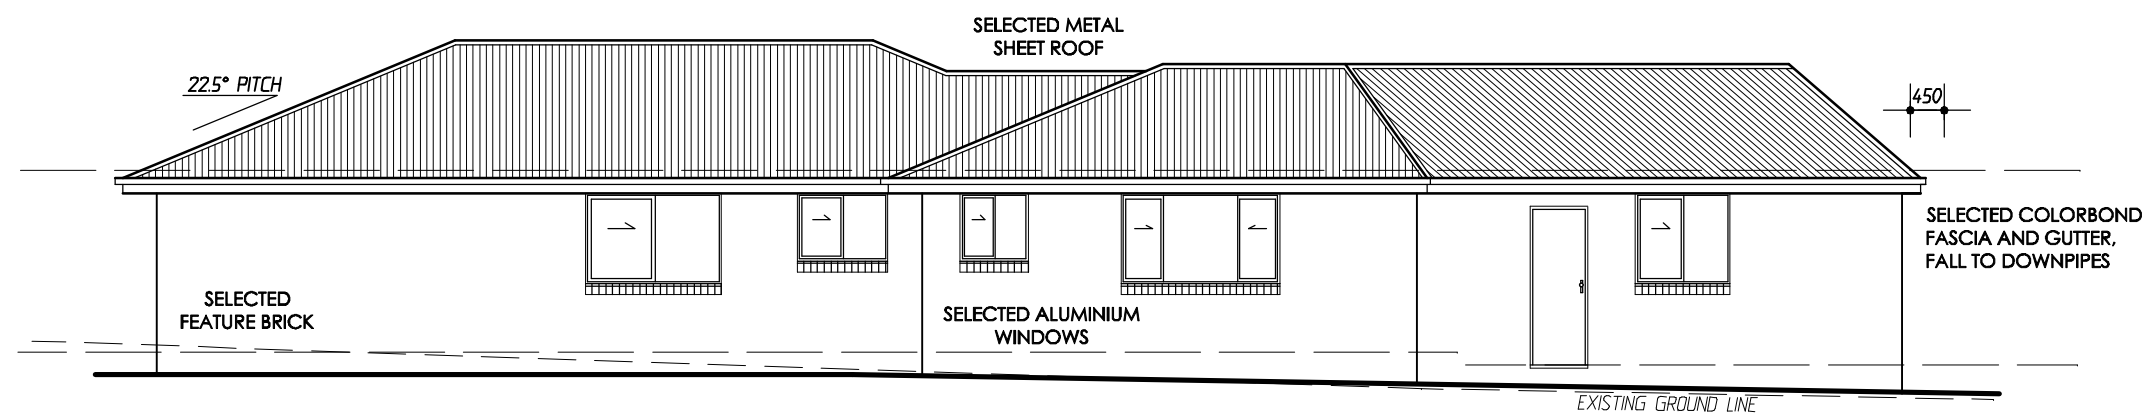 SELECTED METAL
SHEET ROOF
22.5° PITCH
450
SELECTED COLORBOND
FASCIA AND GUTTER,
FALL TO DOWNPIPES
SELECTED
FEATURE BRICK
SELECTED ALUMINIUM
WINDOWS
EXISTING GROUND LINE